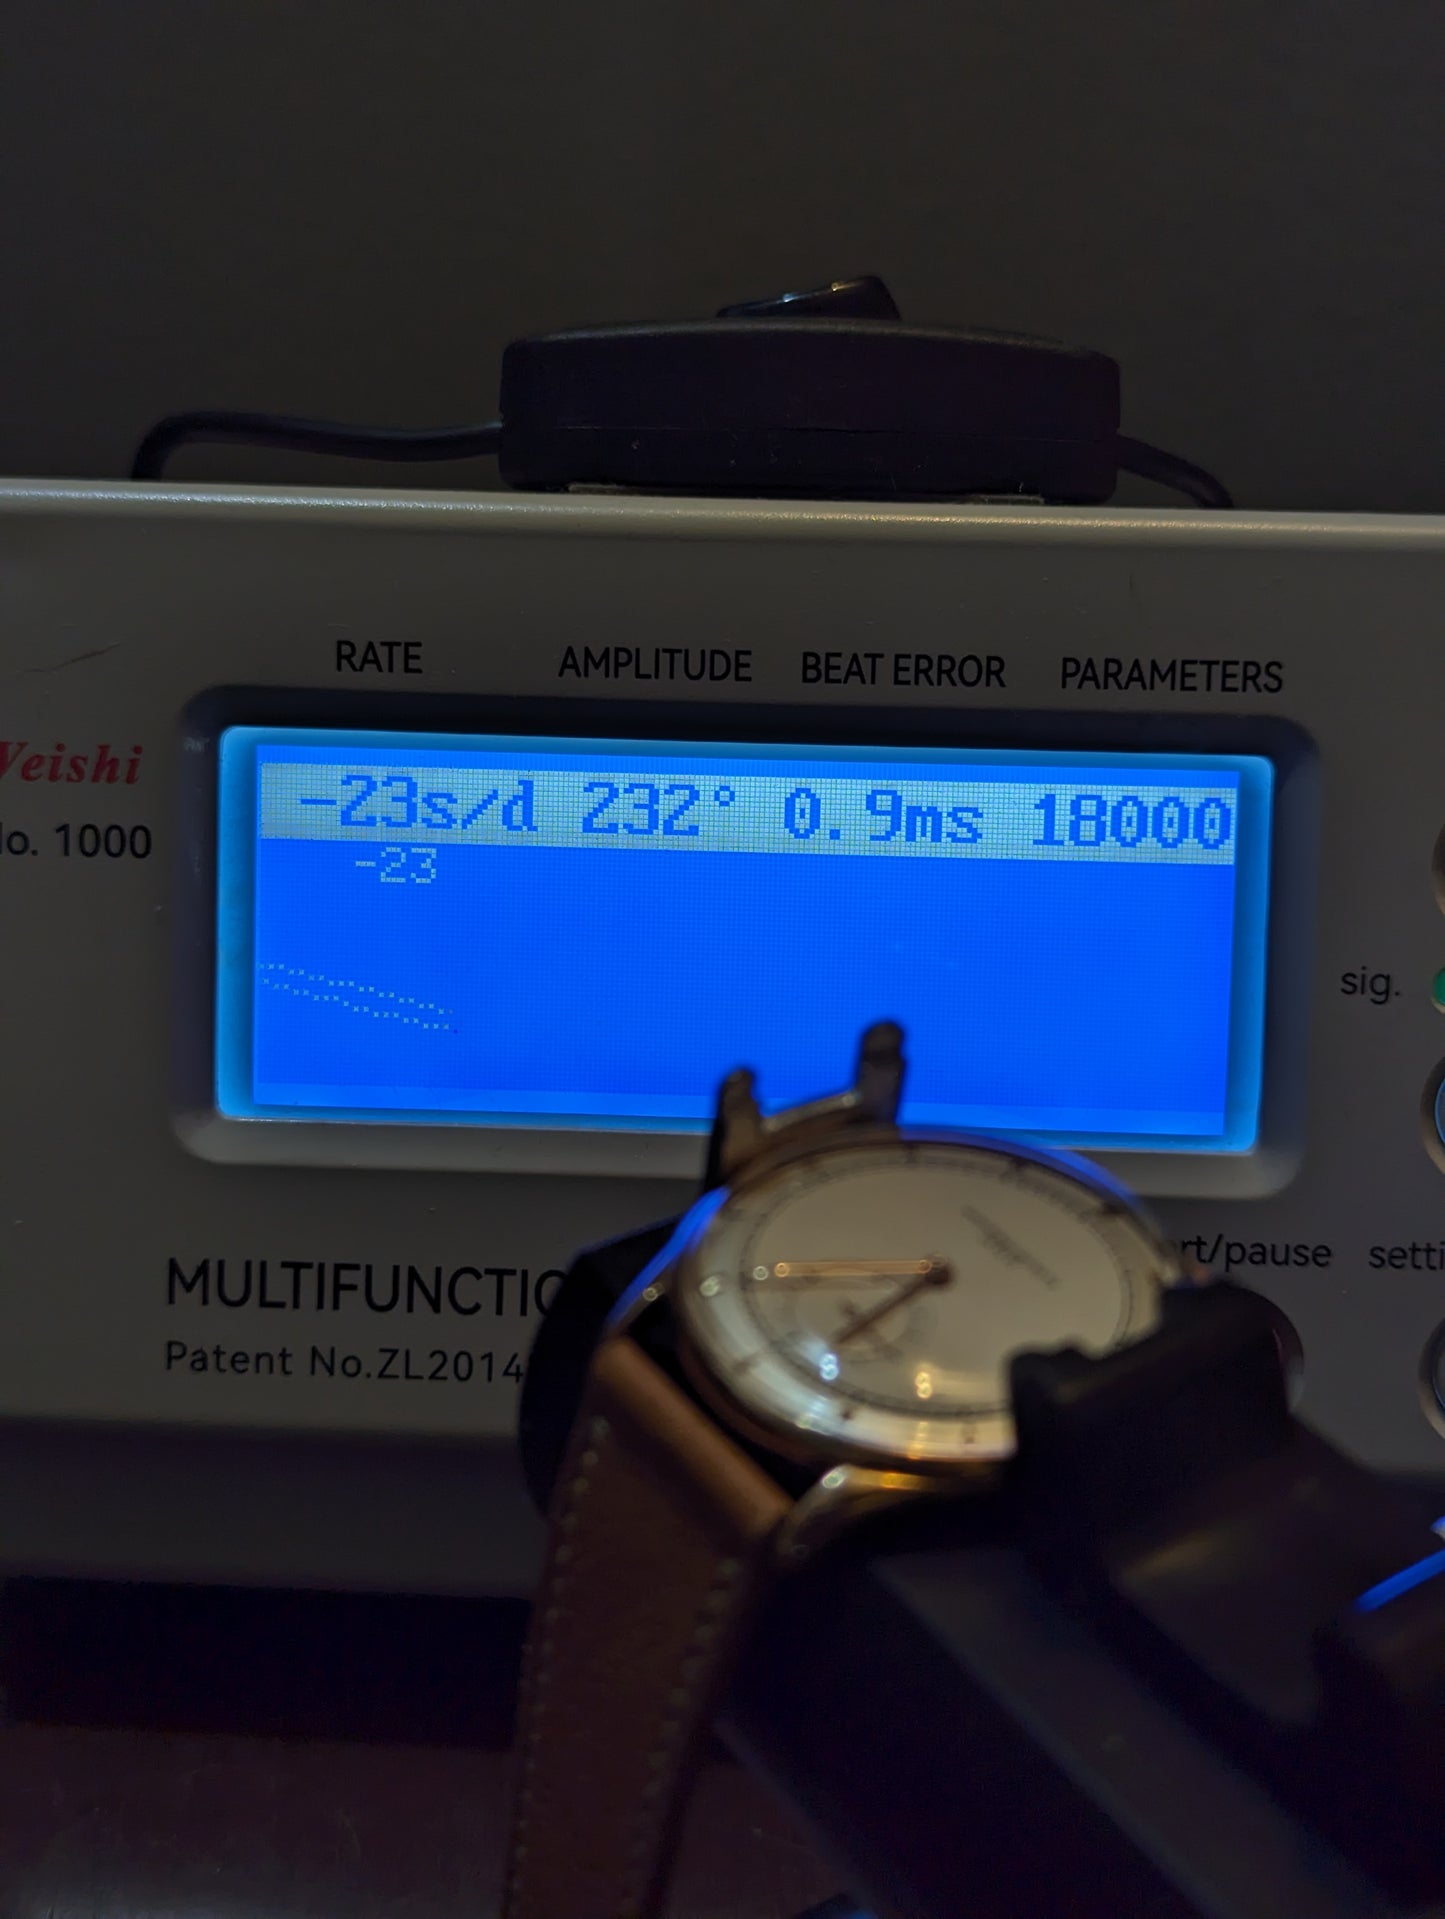 RATE AMPLITUDE BEAT ERROR PARAMETERS
-23s/d 232° 0.9ms 18000
-23
Weishi
No. 1000
sig.
MULTIFUNCTIO
Patent No.ZL2014
rt/pause setti